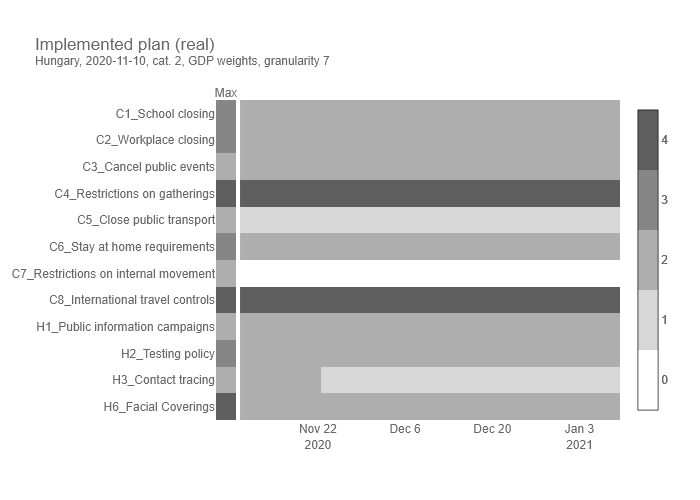 Implemented plan (real)
Hungary, 2020-11-10, cat. 2, GDP weights, granularity 7
Max
C1_School closing
C2_Workplace closing
C3_Cancel public events
C4_Restrictions on gatherings
C5_Close public transport
C6_Stay at home requirements
C7_Restrictions on internal movement
C8_International travel controls
H1_Public information campaigns
H2_Testing policy
H3_Contact tracing
H6_Facial Coverings
4
3
2
1
0
Nov 22 Dec 6 Dec 20 Jan 3
2020 2021